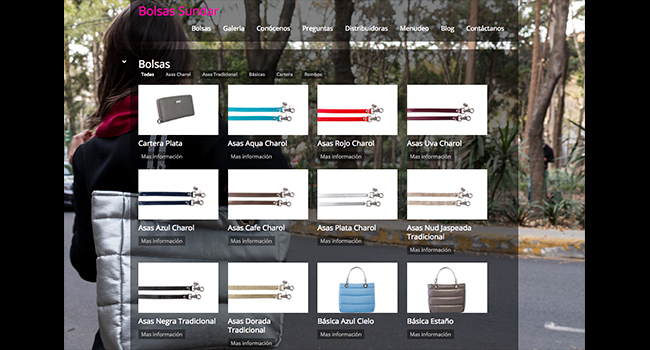 Bolsas Sundar
Bolsas Galería Conócenos Preguntas Distribuidoras Menudeo Blog Contáctanos
Bolsas
Todas Asas Charol Asas Tradicional Básicas Cartera Rombos
Cartera Plata Asas Aqua Charol Asas Rojo Charol Asas Uva Charol
Mas información Mas información Mas información Mas información
Asas Azul Charol Asas Cafe Charol Asas Plata Charol Asas Nud Jaspeada
Tradicional
Mas información Mas información Mas información Mas información
Asas Negra Tradicional Asas Dorada Básica Azul Cielo Básica Estaño
Tradicional
Mas información Mas información Mas información Mas información